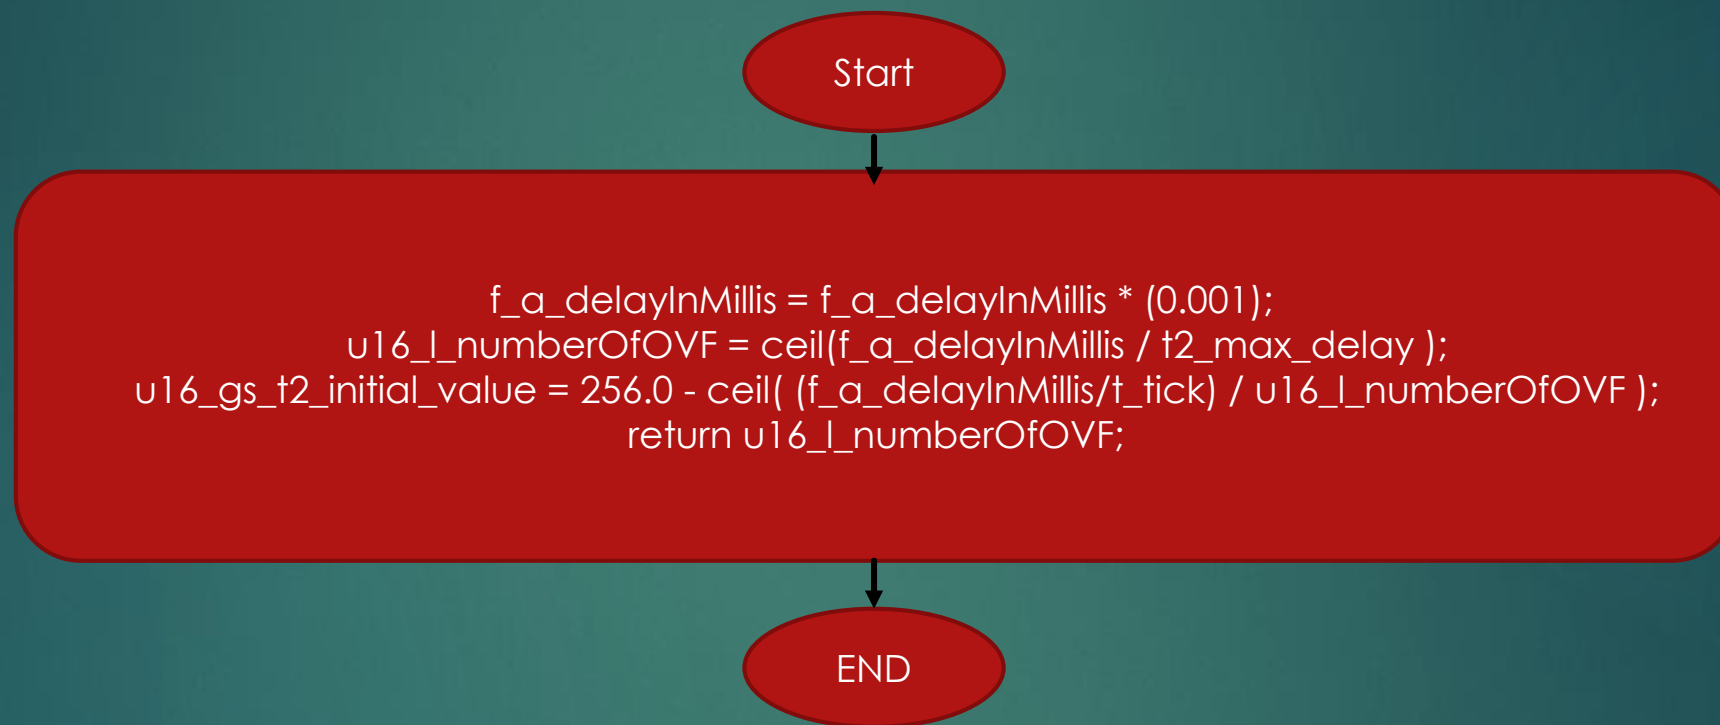 Start
f_a_delayInMillis = f_a_delayInMillis * (0.001);
u16_l_numberOfOVF = ceil(f_a_delayInMillis / t2_max_delay );
u16_gs_t2_initial_value = 256.0 - ceil( (f_a_delayInMillis/t_tick) / u16_l_numberOfOVF );
return u16_l_numberOfOVF;
END